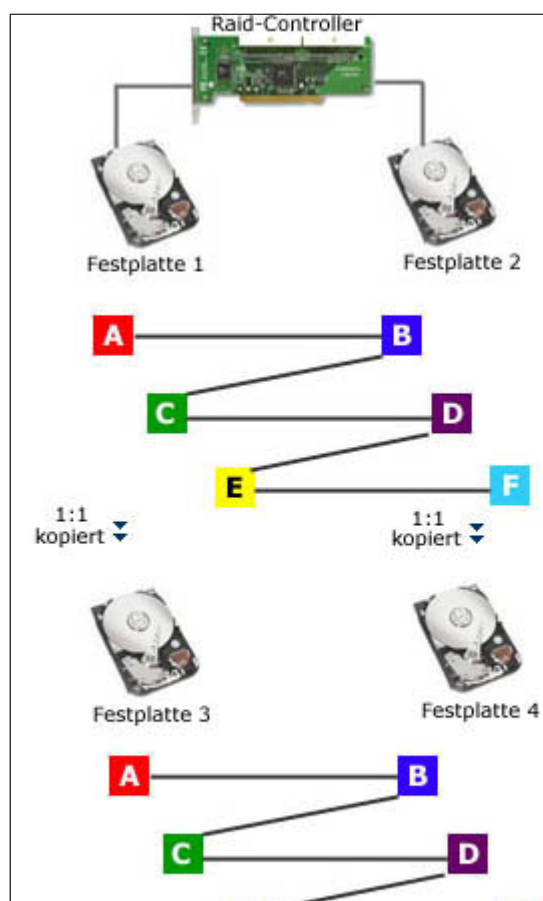 Raid-Controller
Festplatte 1
Festplatte 2
A
B
C
D
E
F
1:1
kopiert
1:1
kopiert
Festplatte 3
Festplatte 4
A
B
C
D